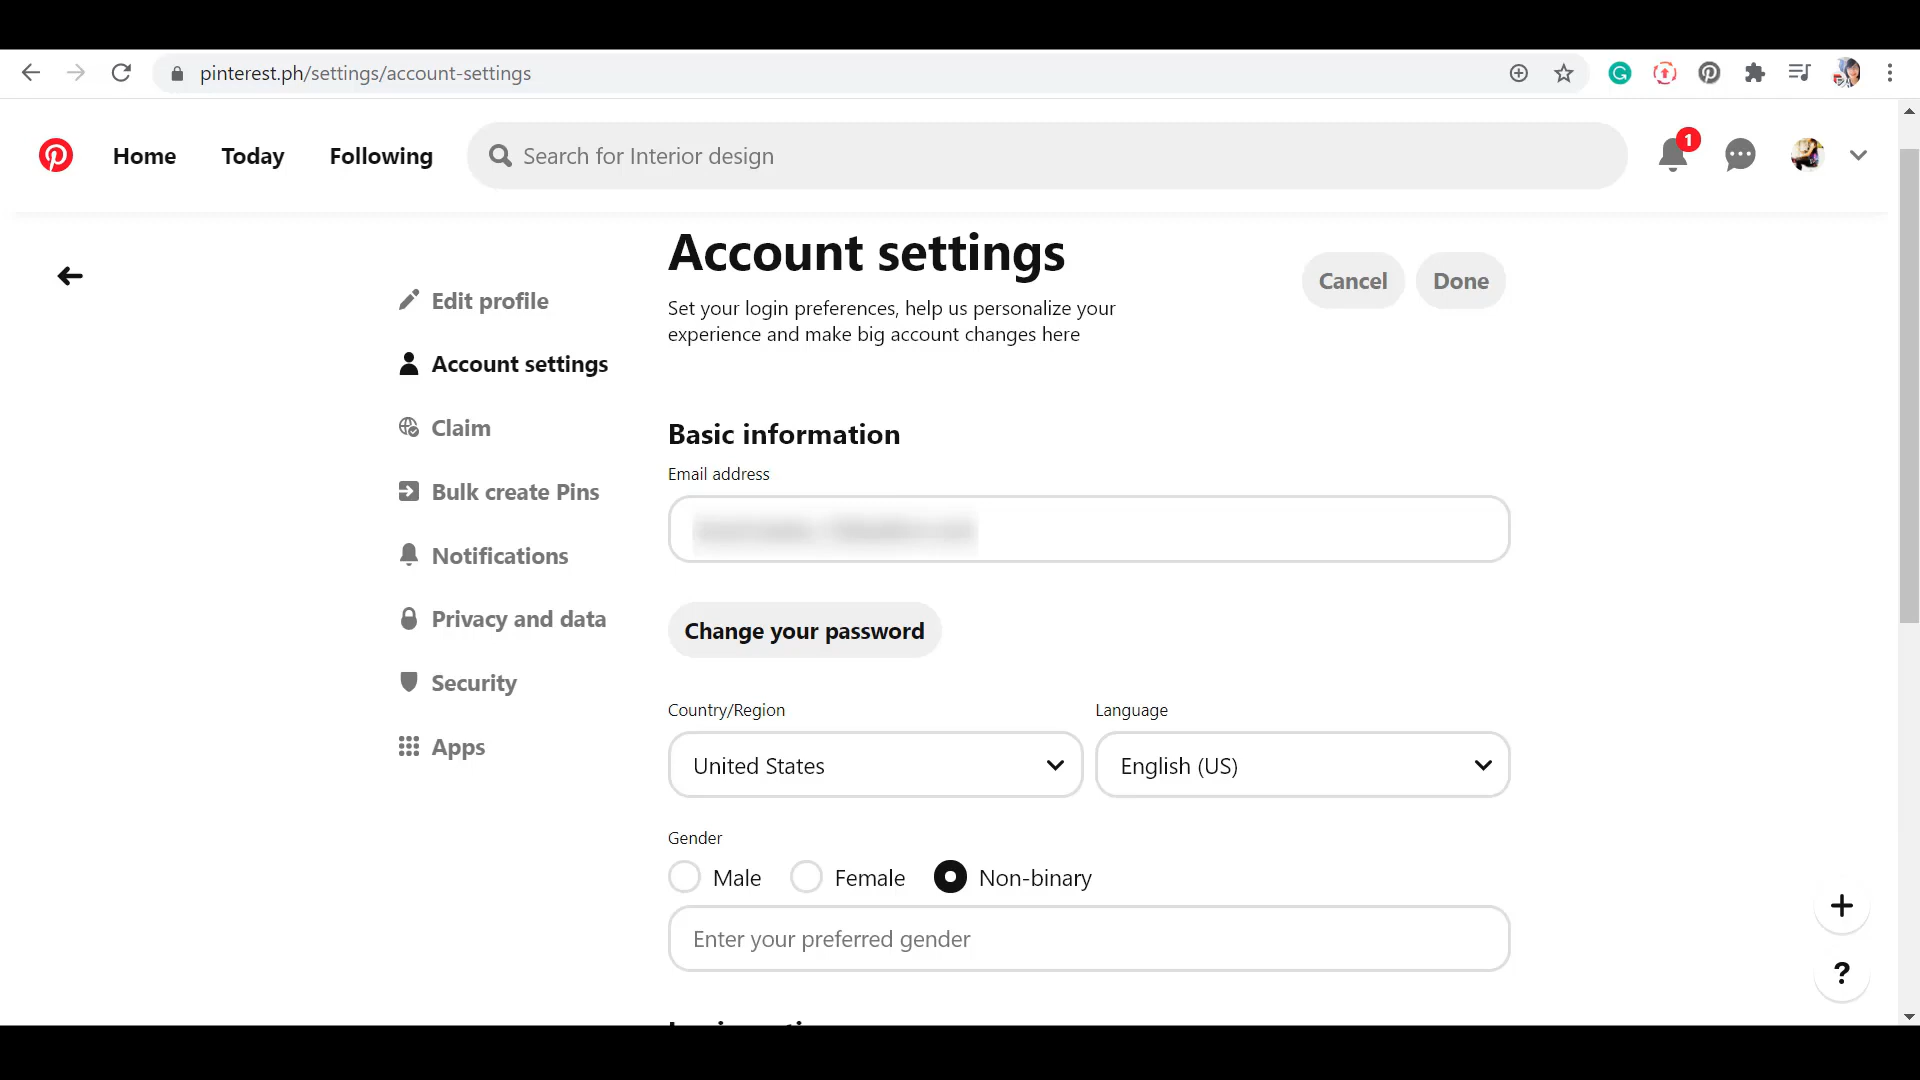 pinterest.ph/settings/account-settings
Home
Today
Following
Search for Interior design
1
Account settings
Cancel
Done
Set your login preferences, help us personalize your
experience and make big account changes here
Edit profile
Account settings
Claim
Bulk create Pins
Notifications
Privacy and data
Security
Apps
Basic information
Email address
Change your password
Country/Region
Language
United States
English (US)
Gender
Male
Female
Non-binary
Enter your preferred gender
+
?